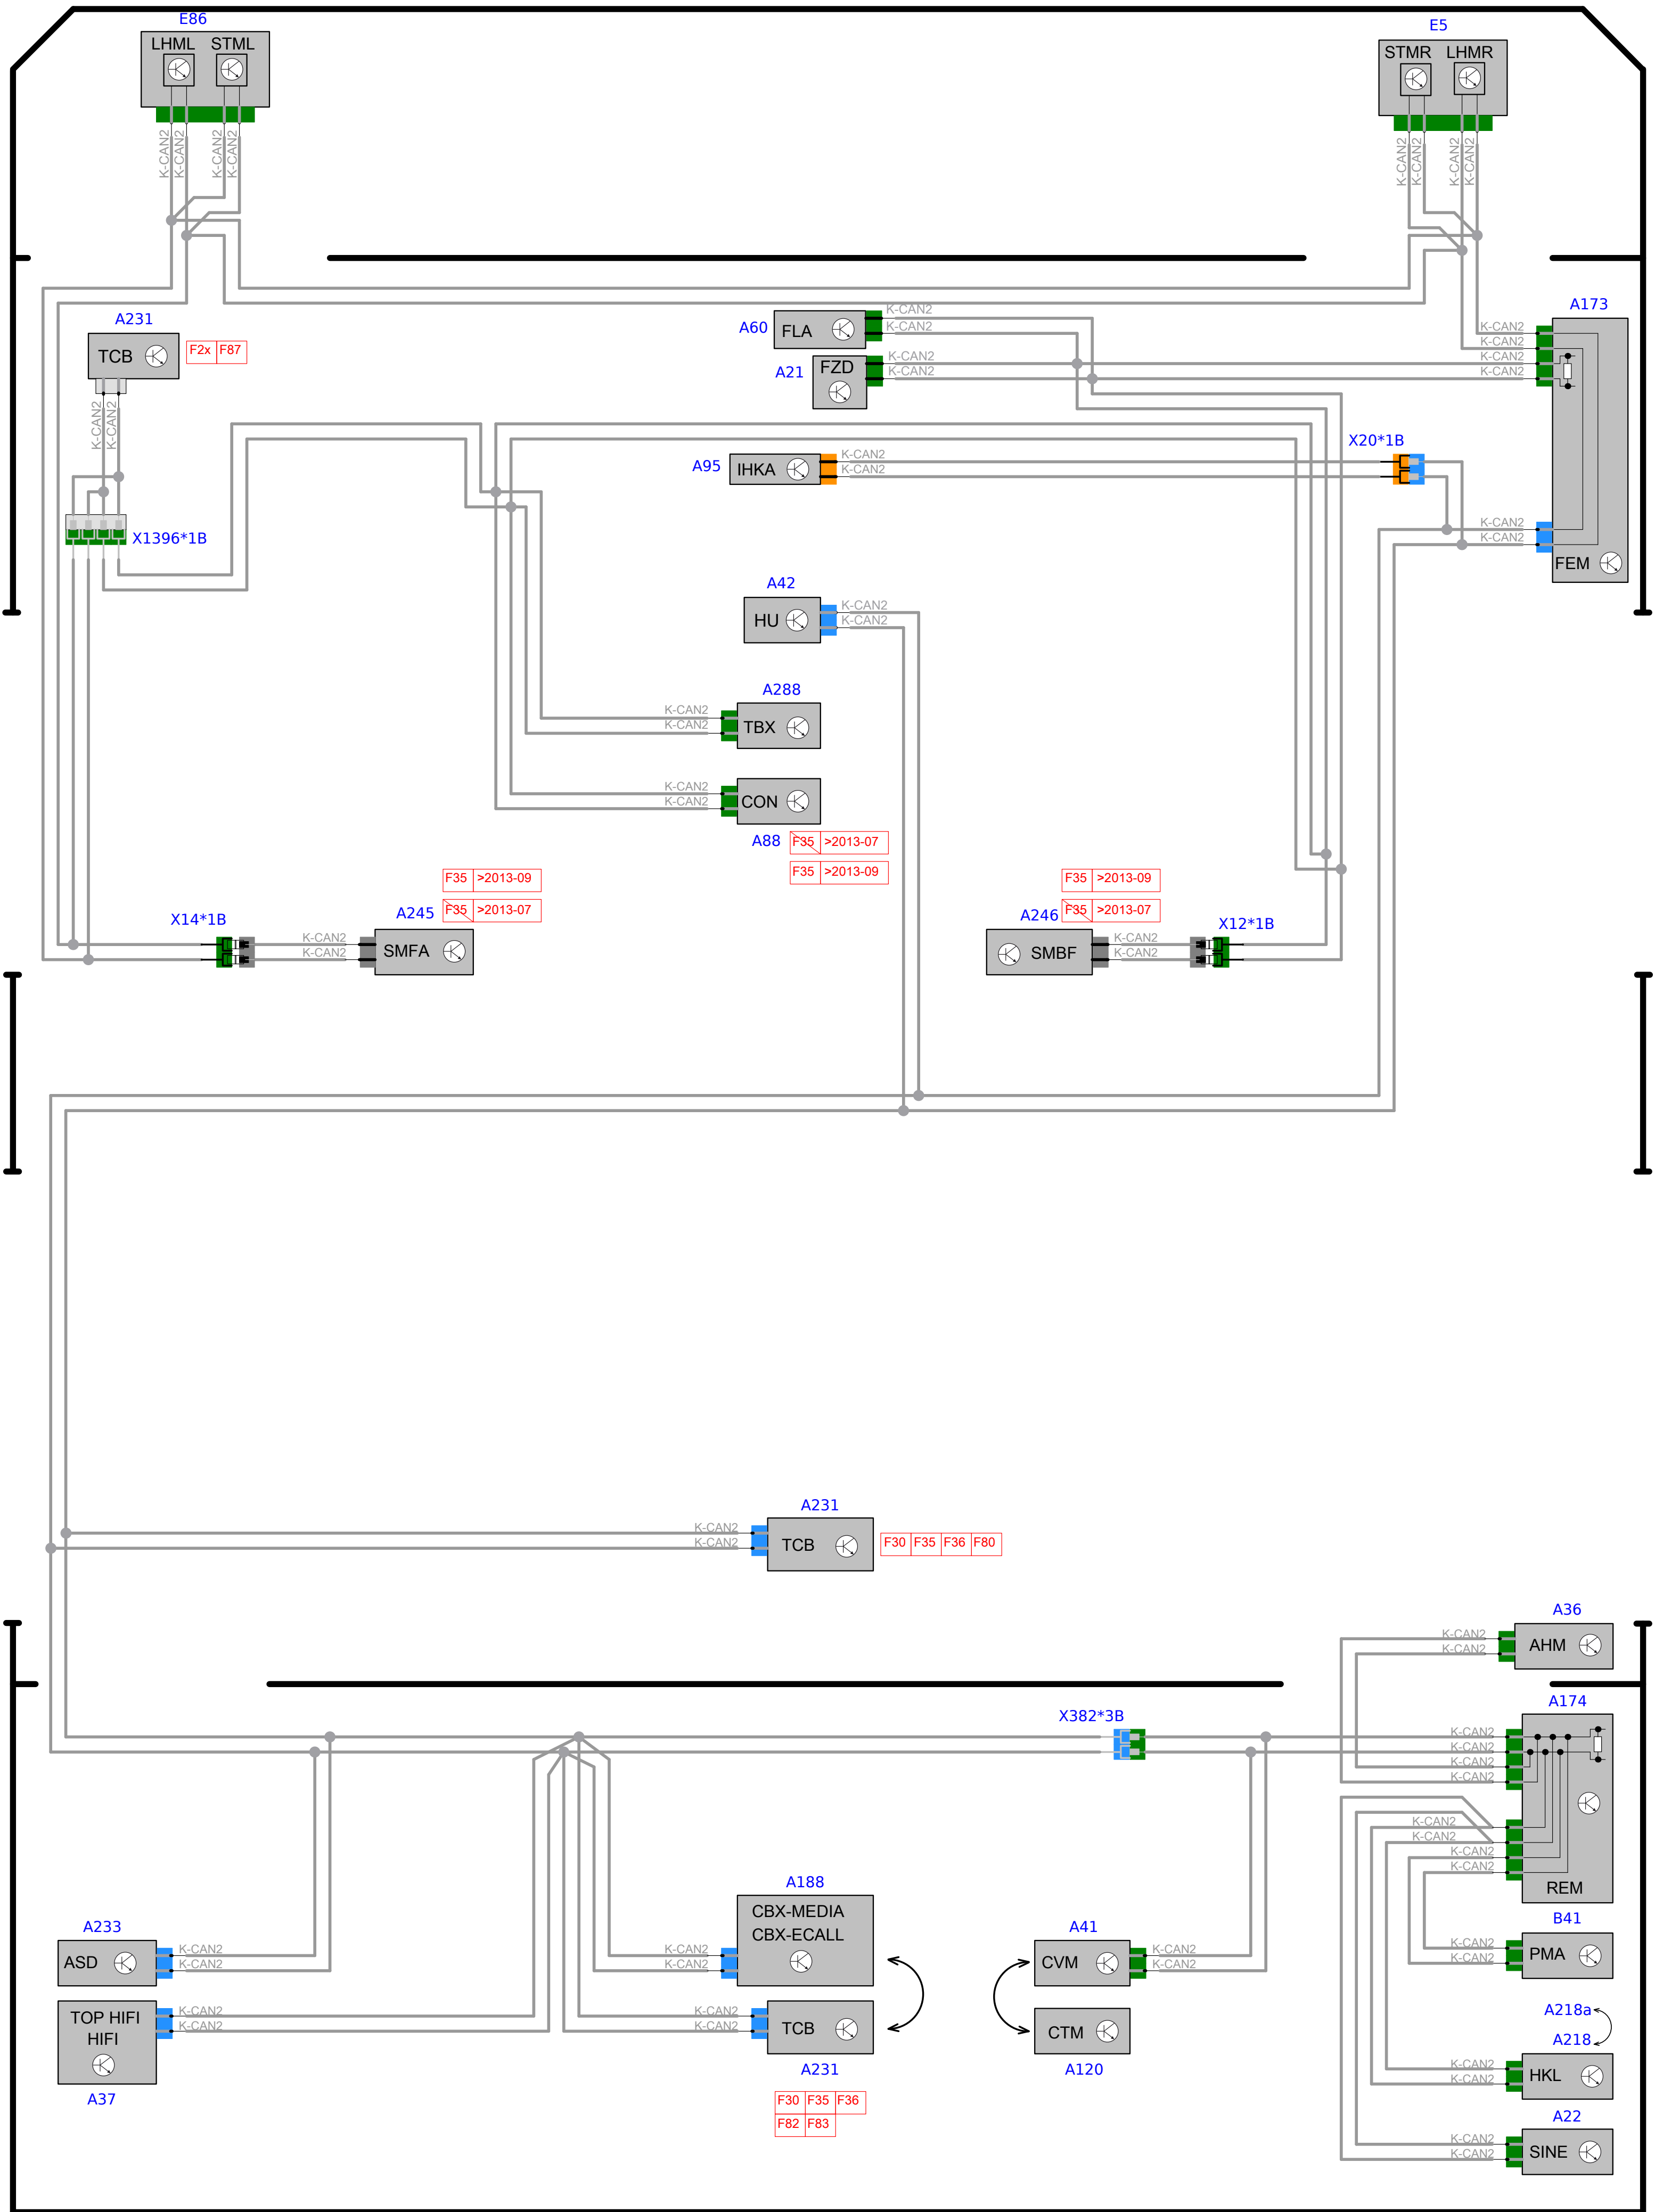 E86
E5
LHML STML
STMR LHMR
K-CAN2
K-CAN2
K-CAN2
K-CAN2
K-CAN2
K-CAN2
K-CAN2
K-CAN2
A231
TCB
F2x F87
K-CAN2
K-CAN2
A60
FLA
K-CAN2
K-CAN2
A21
FZD
K-CAN2
K-CAN2
A173
K-CAN2
K-CAN2
K-CAN2
K-CAN2
X20*1B
A95
IHKA
K-CAN2
K-CAN2
X1396*1B
K-CAN2
K-CAN2
FEM
A42
HU
K-CAN2
K-CAN2
A288
K-CAN2
K-CAN2
TBX
K-CAN2
K-CAN2
CON
A88
F35 >2013-07
F35 >2013-09
F35 >2013-09
F35 >2013-07
A245
X14*1B
K-CAN2
K-CAN2
SMFA
F35 >2013-09
F35 >2013-07
A246
X12*1B
SMBF
K-CAN2
K-CAN2
A231
K-CAN2
K-CAN2
TCB
F30 F35 F36 F80
A36
K-CAN2
K-CAN2
AHM
A174
X382*3B
K-CAN2
K-CAN2
K-CAN2
K-CAN2
K-CAN2
K-CAN2
K-CAN2
K-CAN2
REM
A188
CBX-MEDIA
CBX-ECALL
K-CAN2
K-CAN2
A233
ASD
K-CAN2
K-CAN2
A41
CVM
K-CAN2
K-CAN2
B41
K-CAN2
K-CAN2
PMA
TOP HIFI
HIFI
K-CAN2
K-CAN2
A37
K-CAN2
K-CAN2
TCB
A231
F30 F35 F36
F82 F83
CTM
A120
A218a
A218
K-CAN2
K-CAN2
HKL
A22
K-CAN2
K-CAN2
SINE